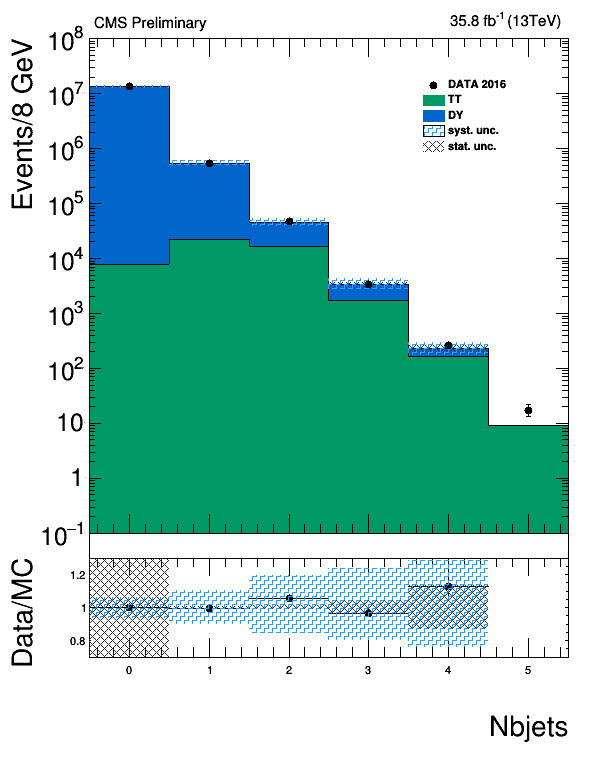 CMS Preliminary 35.8 fb⁻¹ (13TeV)
Events/8 GeV
10⁸
10⁷
10⁶
10⁵
10⁴
10³
10²
10
1
10⁻¹
DATA 2016
TT
DY
syst. unc.
stat. unc.
Data/MC
1.2
1
0.8
0 1 2 3 4 5
Nbjets